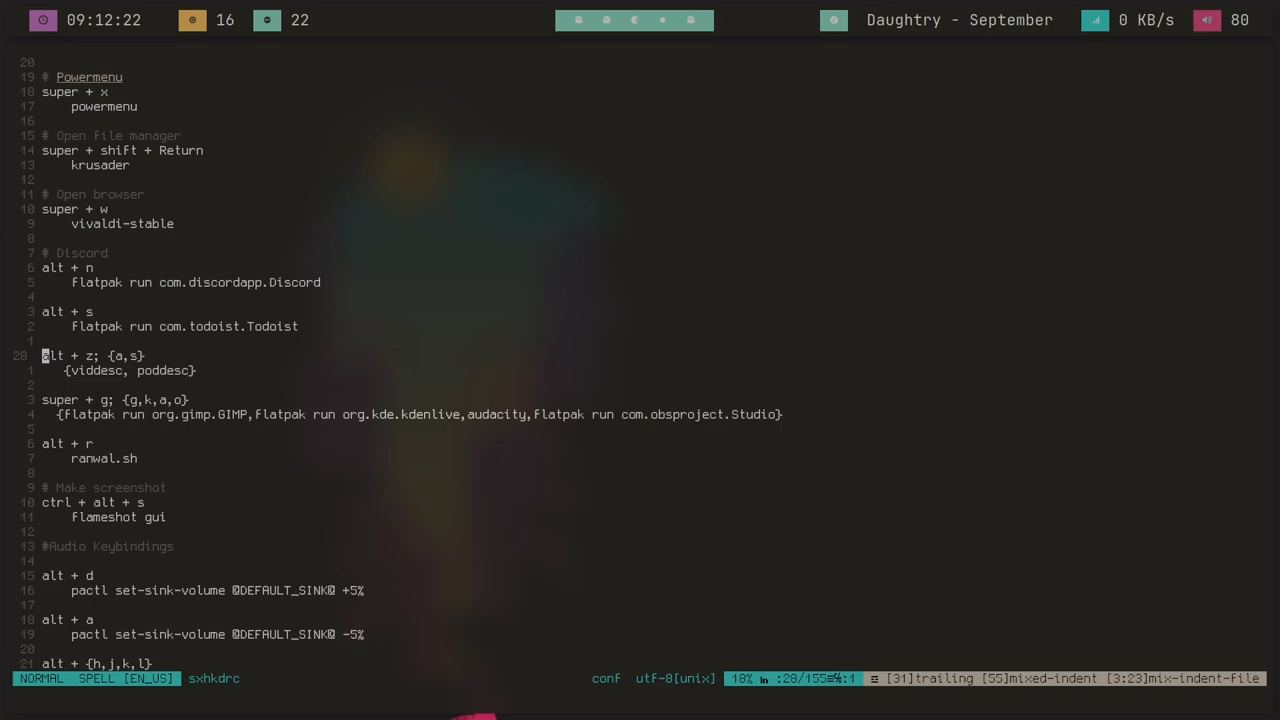 09:12:22 16 22 Daughtry - September 0 KB/s 80
20
19 # Powermenu
18 super + x
17 powermenu
16
15 # Open file manager
14 super + shift + Return
13 krusader
12
11 # Open browser
10 super + w
9 vivaldi-stable
8
7 # Discord
6 alt + n
5 flatpak run com.discordapp.Discord
4
3 alt + s
2 flatpak run com.todoist.Todoist
1
28 alt + z; {a,s}
1 {viddesc, poddesc}
2
3 super + g; {g,k,a,o}
4 {flatpak run org.gimp.GIMP,flatpak run org.kde.kdenlive,audacity,flatpak run com.obsproject.Studio}
5
6 alt + r
7 ranwal.sh
8
9 # Make screenshot
10 ctrl + alt + s
11 flameshot gui
12
13 #Audio Keybindings
14
15 alt + d
16 pactl set-sink-volume @DEFAULT_SINK@ +5%
17
18 alt + a
19 pactl set-sink-volume @DEFAULT_SINK@ -5%
20
21 alt + {h,j,k,l}
NORMAL SPELL [EN_US] sxhkdrc conf utf-8[unix] 18% ㏑ :28/155≡℅:1 ☲ [31]trailing [55]mixed-indent [3:23]mix-indent-file